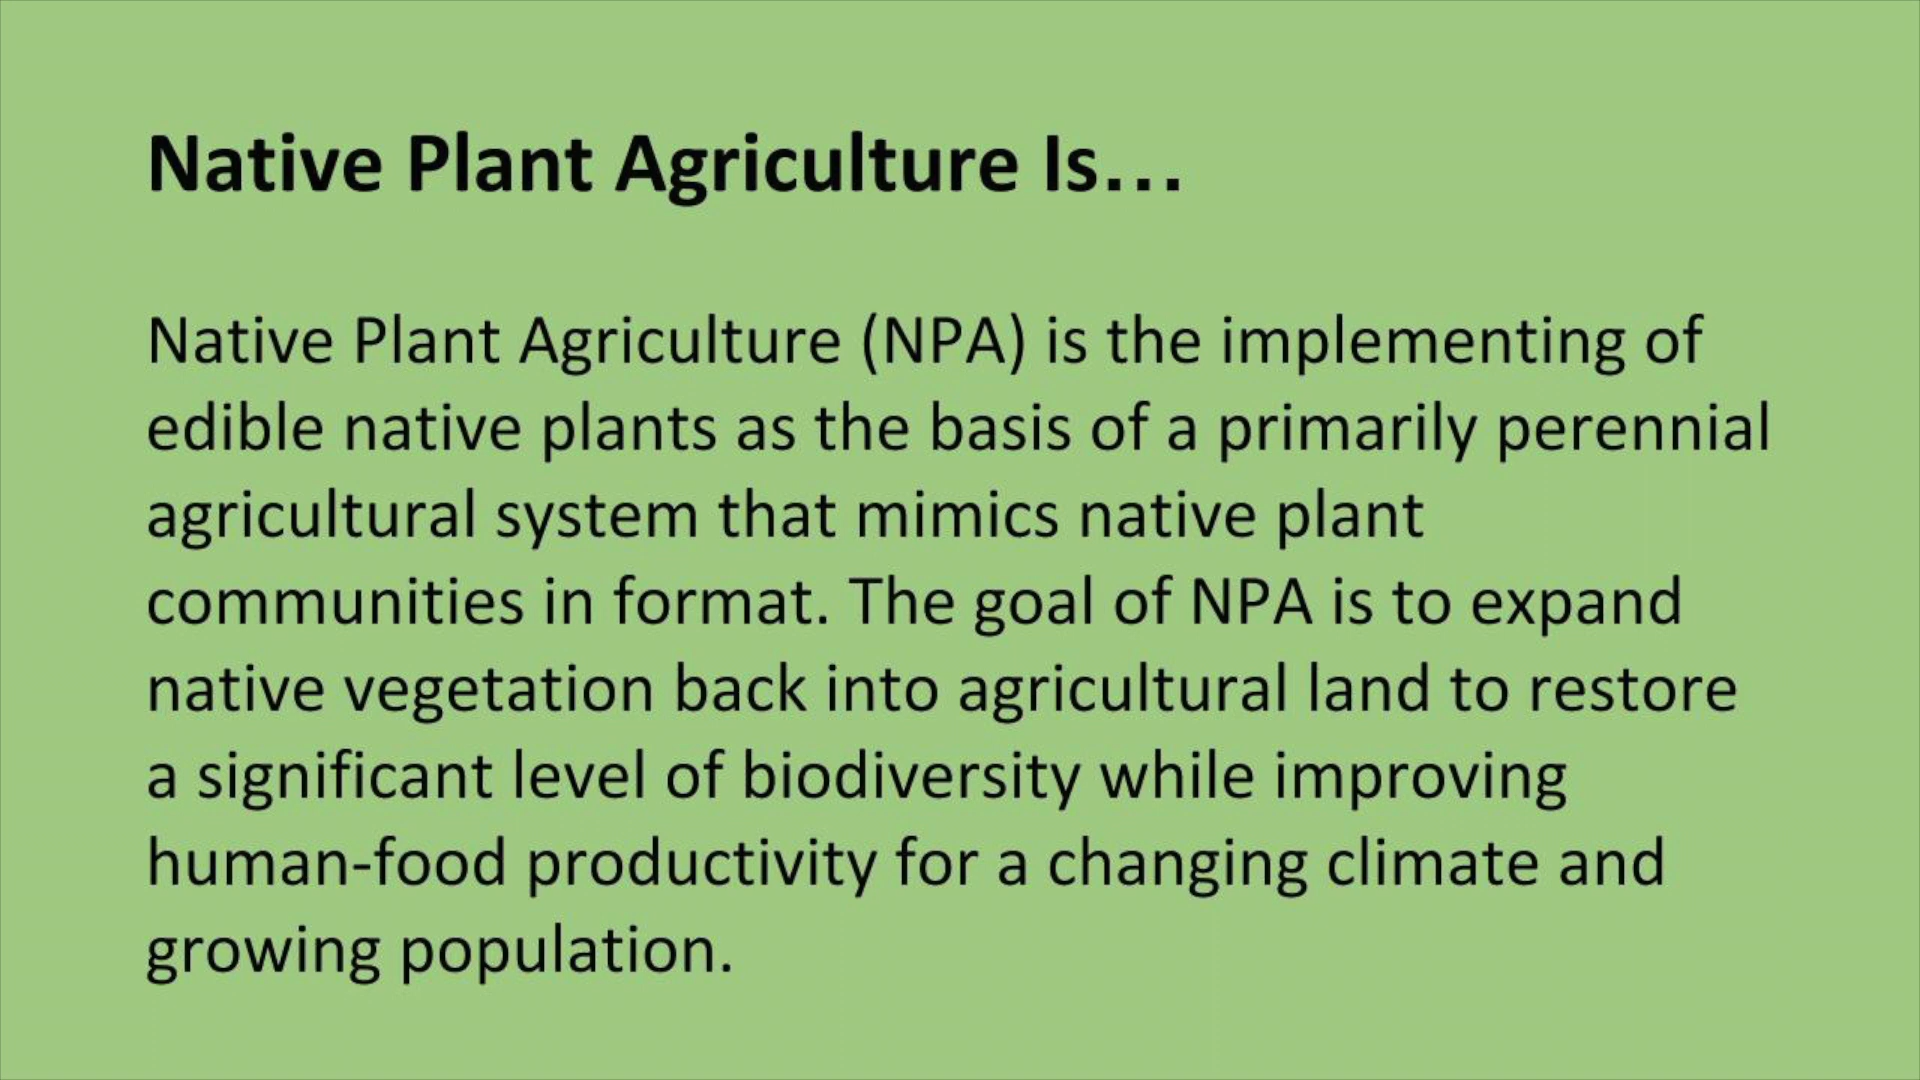 Native Plant Agriculture Is...
Native Plant Agriculture (NPA) is the implementing of
edible native plants as the basis of a primarily perennial
agricultural system that mimics native plant
communities in format. The goal of NPA is to expand
native vegetation back into agricultural land to restore
a significant level of biodiversity while improving
human-food productivity for a changing climate and
growing population.